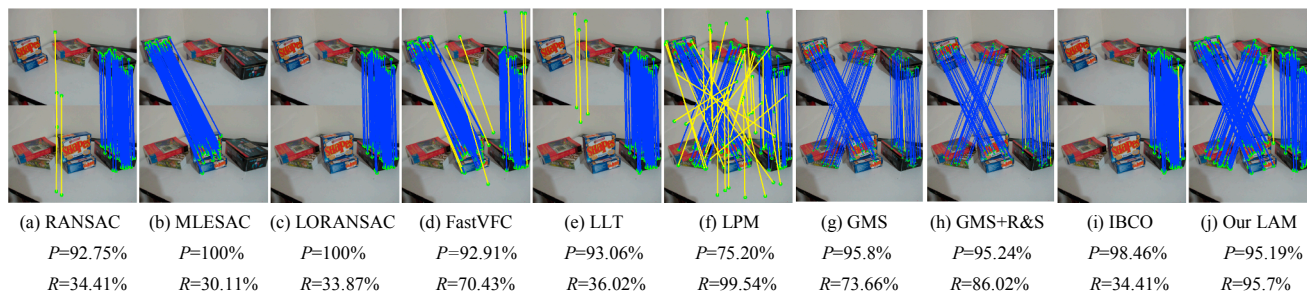 (a) RANSAC (b) MLESAC (c) LORANSAC (d) FastVFC (e) LLT (f) LPM (g) GMS (h) GMS+R&S (i) IBCO (j) Our LAM
P=92.75% P=100% P=100% P=92.91% P=93.06% P=75.20% P=95.8% P=95.24% P=98.46% P=95.19%
R=34.41% R=30.11% R=33.87% R=70.43% R=36.02% R=99.54% R=73.66% R=86.02% R=34.41% R=95.7%